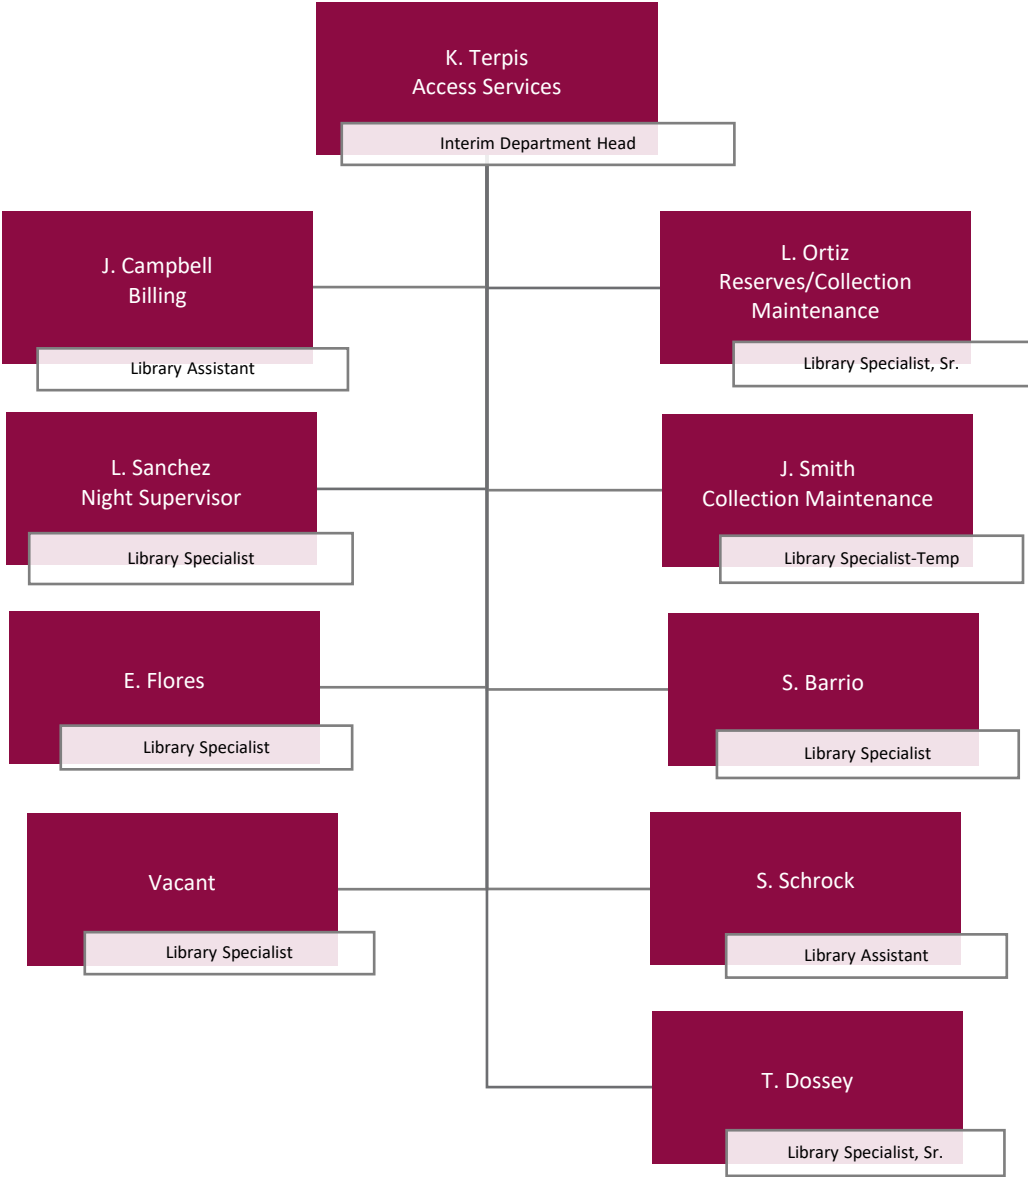 K. Terpis
Access Services
Interim Department Head
J. Campbell
Billing
Library Assistant
L. Ortiz
Reserves/Collection
Maintenance
Library Specialist, Sr.
L. Sanchez
Night Supervisor
Library Specialist
J. Smith
Collection Maintenance
Library Specialist-Temp
E. Flores
Library Specialist
S. Barrio
Library Specialist
Vacant
Library Specialist
S. Schrock
Library Assistant
T. Dossey
Library Specialist, Sr.